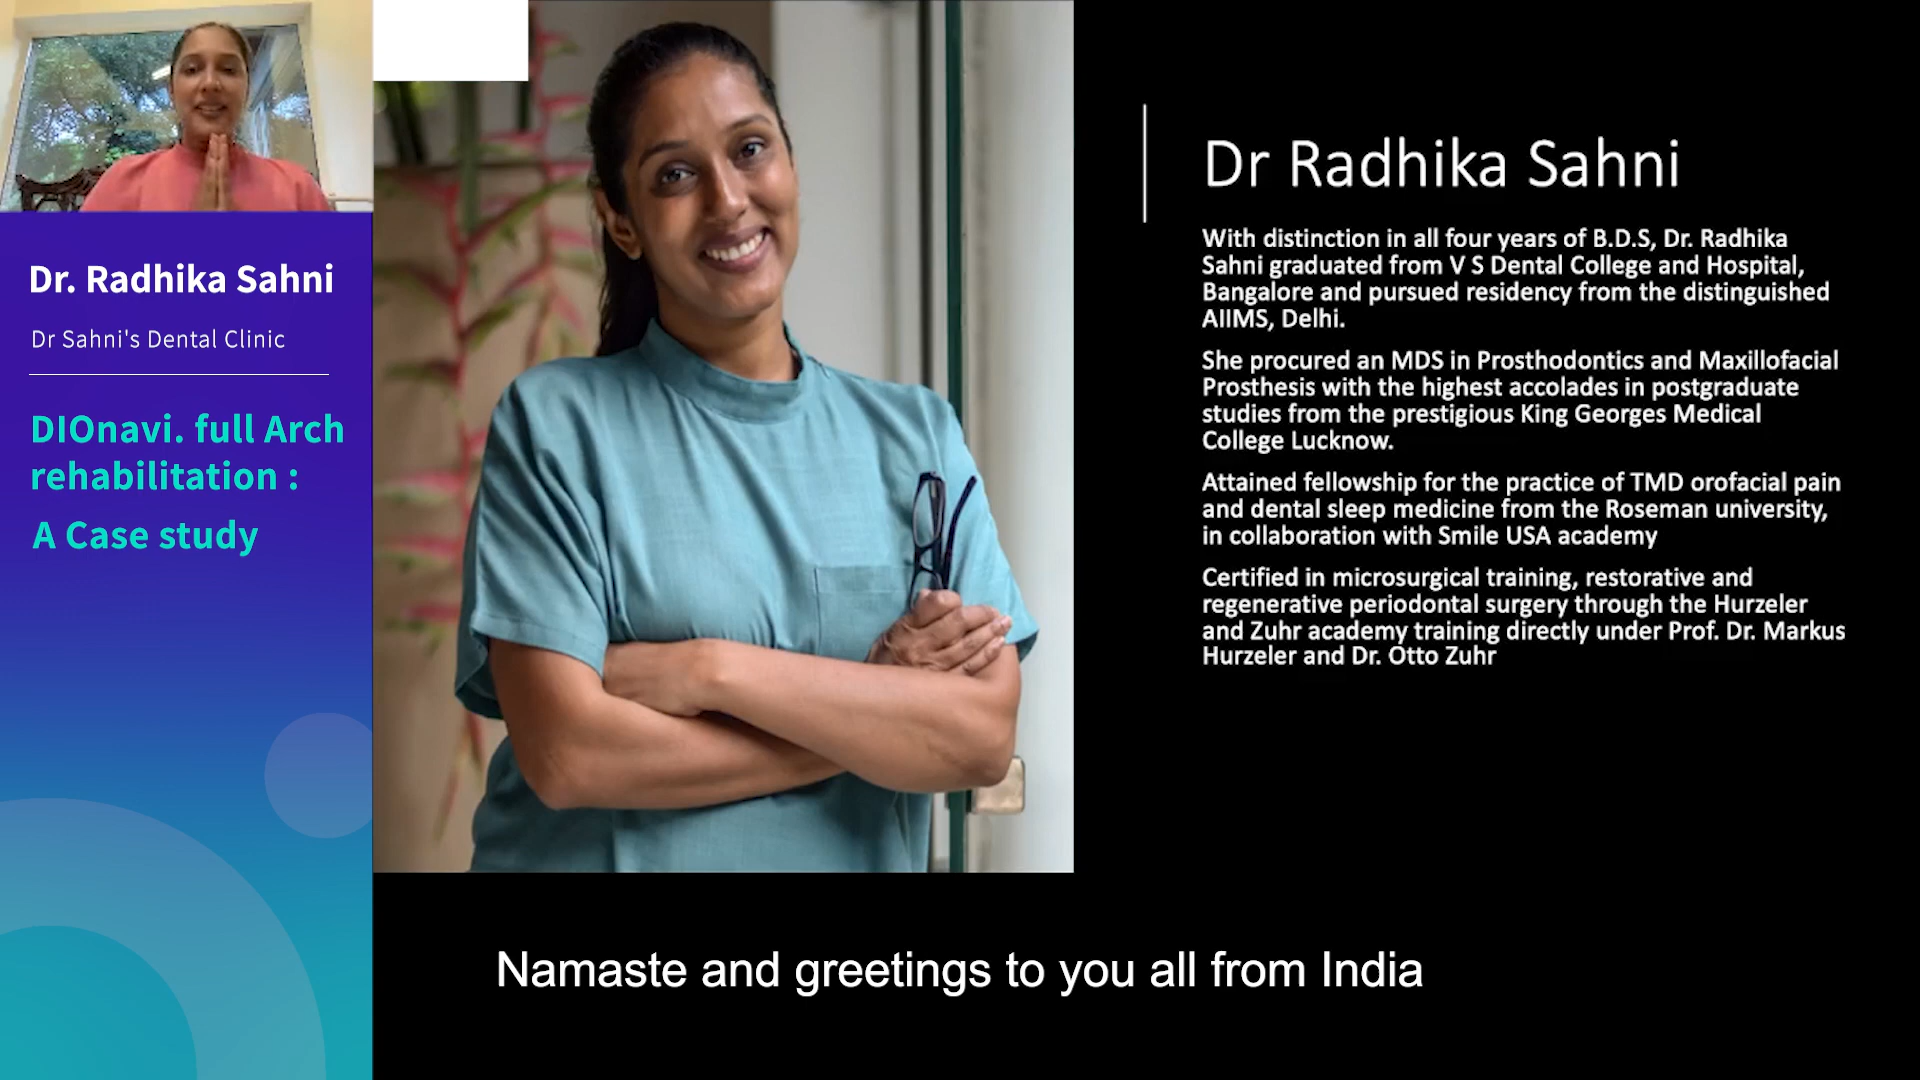 Dr. Radhika Sahni
Dr Sahni's Dental Clinic
DIOnavi. full Arch
rehabilitation :
A Case study
Dr Radhika Sahni
With distinction in all four years of B.D.S, Dr. Radhika
Sahni graduated from V S Dental College and Hospital,
Bangalore and pursued residency from the distinguished
AIIMS, Delhi.
She procured an MDS in Prosthodontics and Maxillofacial
Prosthesis with the highest accolades in postgraduate
studies from the prestigious King Georges Medical
College Lucknow.
Attained fellowship for the practice of TMD orofacial pain
and dental sleep medicine from the Roseman university,
in collaboration with Smile USA academy
Certified in microsurgical training, restorative and
regenerative periodontal surgery through the Hurzeler
and Zuhr academy training directly under Prof. Dr. Markus
Hurzeler and Dr. Otto Zuhr
Namaste and greetings to you all from India